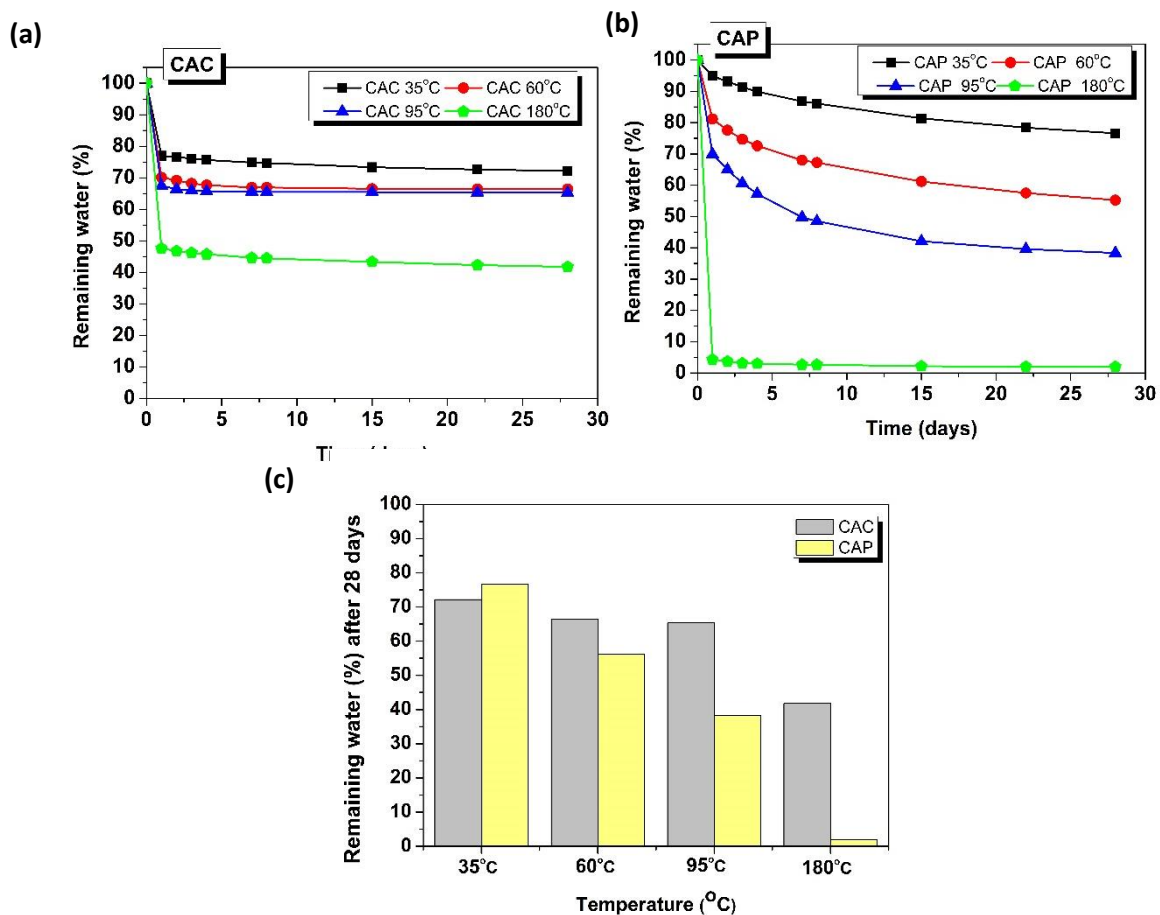 (a)
CAC
CAC 35°C CAC 60°C
CAC 95°C CAC 180°C
Remaining water (%)
100
90
80
70
60
50
40
30
20
10
0
0 5 10 15 20 25 30
(b)
CAP
CAP 35°C CAP 60°C
CAP 95°C CAP 180°C
Remaining water (%)
100
90
80
70
60
50
40
30
20
10
0
0 5 10 15 20 25 30
Time (days)
(c)
CAC
CAP
Remaining water (%) after 28 days
100
90
80
70
60
50
40
30
20
10
0
35°C 60°C 95°C 180°C
Temperature (°C)